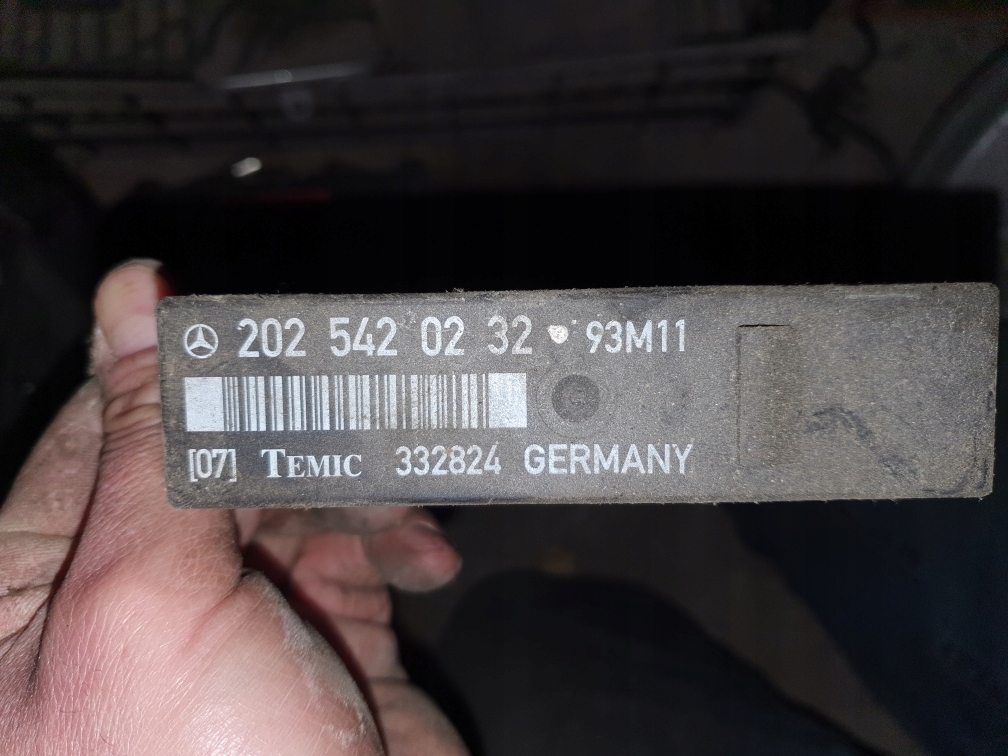 202 542 02 32 • 93M11
[07] TEMIC 332824 GERMANY